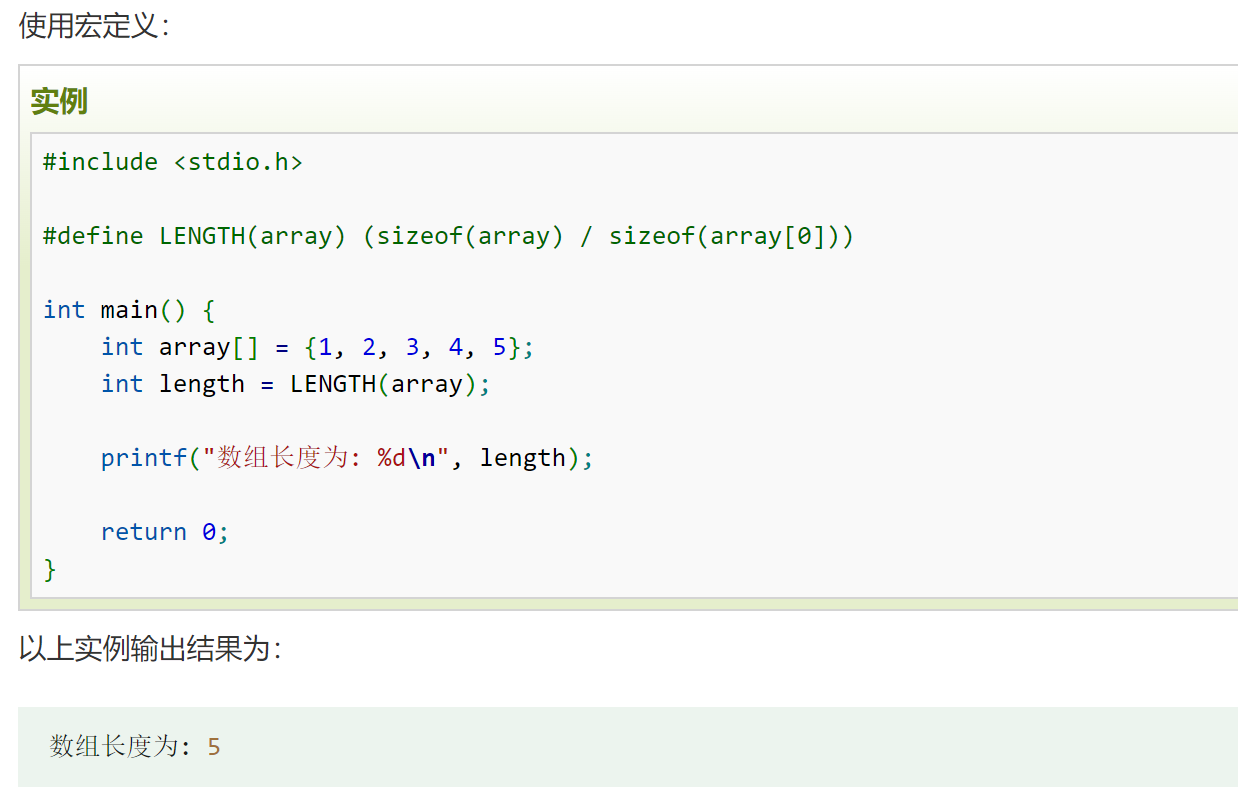 使用宏定义：
实例
#include <stdio.h>
#define LENGTH(array) (sizeof(array) / sizeof(array[0]))
int main() {
    int array[] = {1, 2, 3, 4, 5};
    int length = LENGTH(array);
    printf("数组长度为: %d\n", length);
    return 0;
}
以上实例输出结果为：
数组长度为: 5